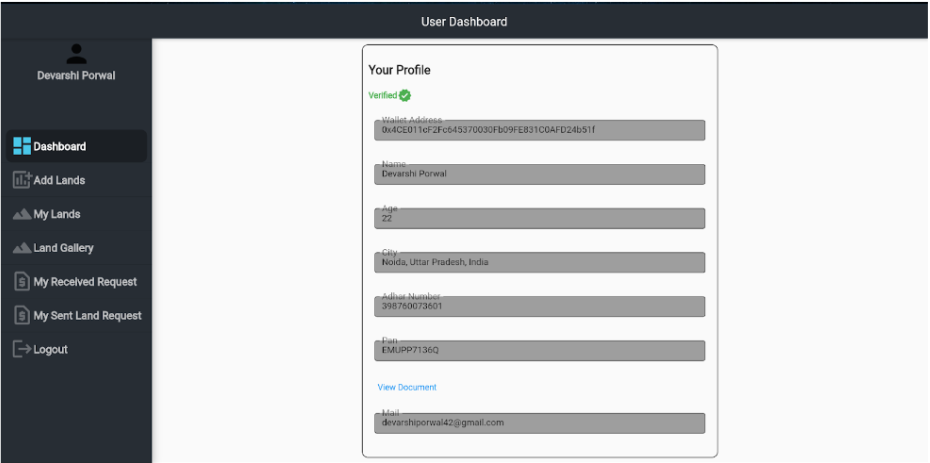 User Dashboard
Devarshi Porwal
Dashboard
Add Lands
My Lands
Land Gallery
My Received Request
My Sent Land Request
Logout
Your Profile
Verified
Wallet Address
0x4CE011cF2Fc645370030Fb09FE831C0AFD24b51f
Name
Devarshi Porwal
Age
22
City
Noida, Uttar Pradesh, India
Adhar Number
398760073601
Pan
EMUPP7136Q
View Document
Mail
devarshiporwal42@gmail.com